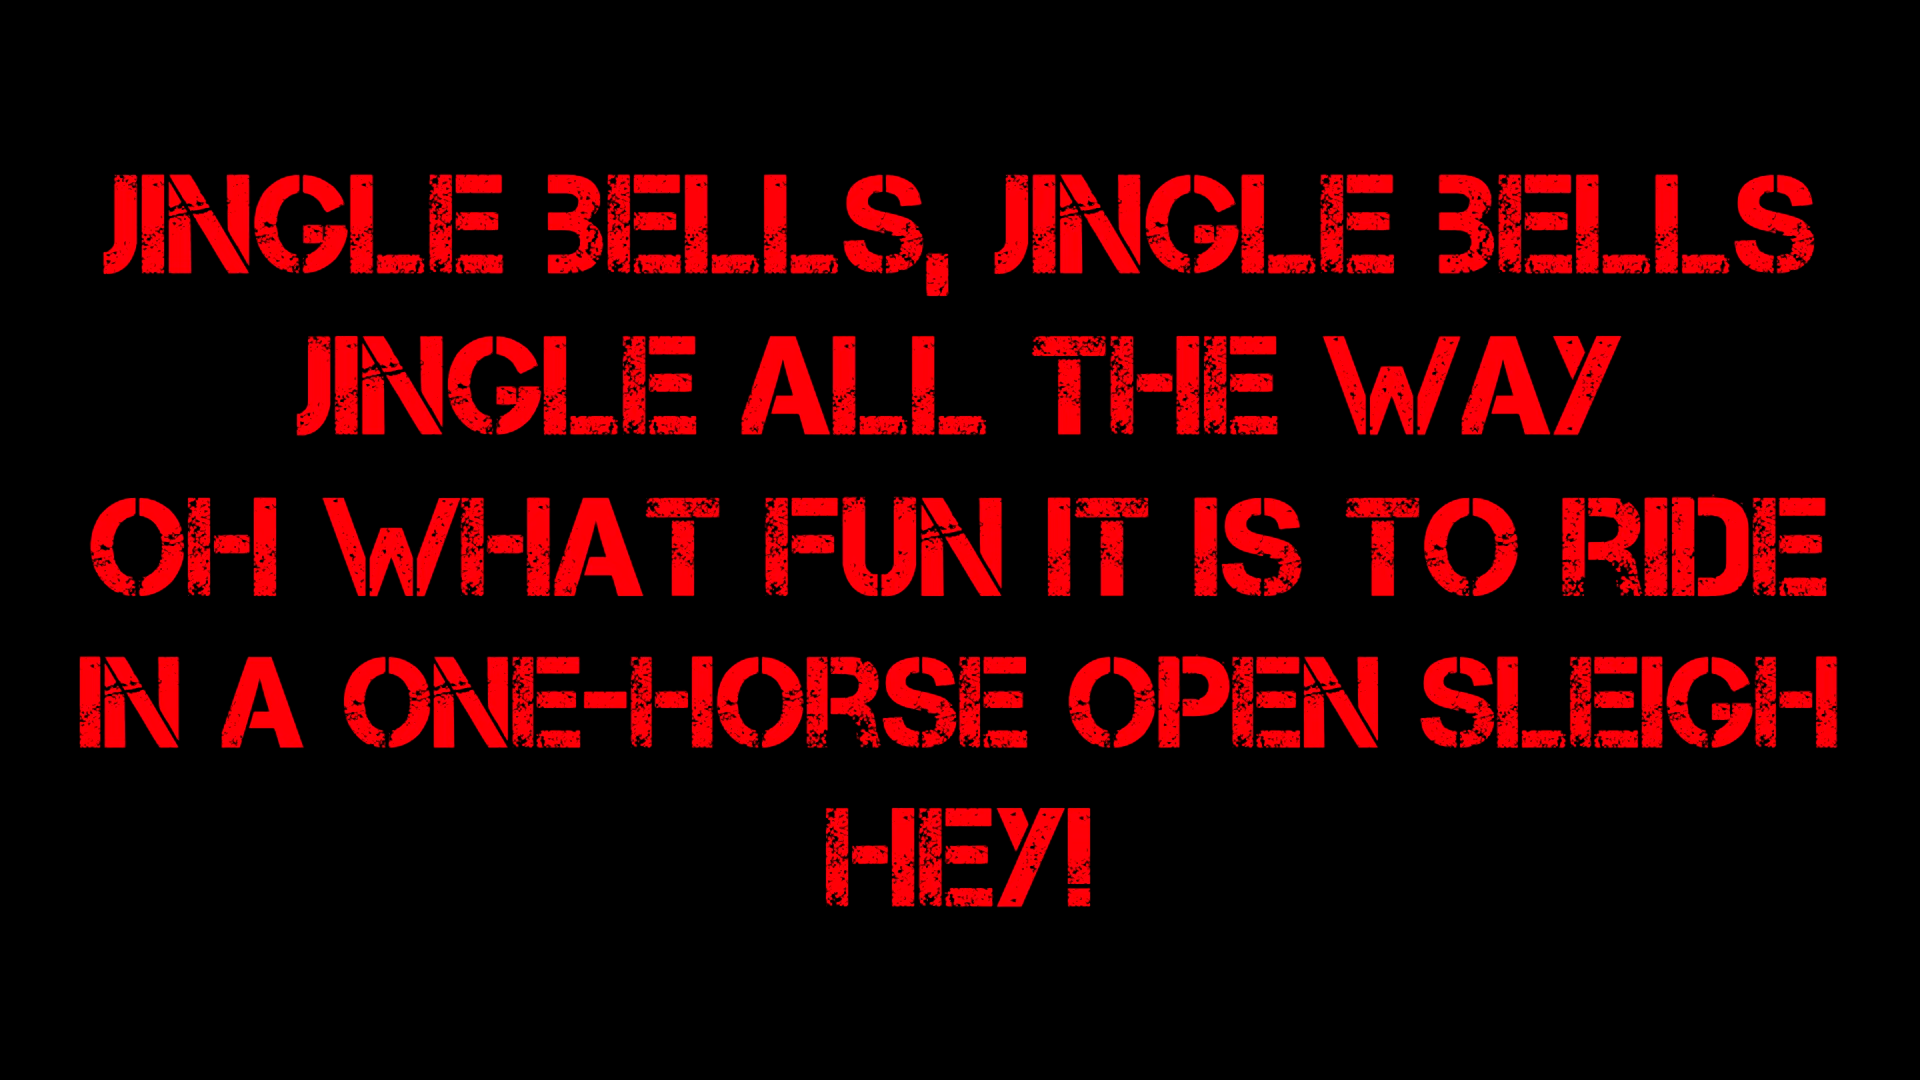 JINGLE BELLS, JINGLE BELLS
JINGLE ALL THE WAY
OH WHAT FUN IT IS TO RIDE
IN A ONE-HORSE OPEN SLEIGH
HEY!